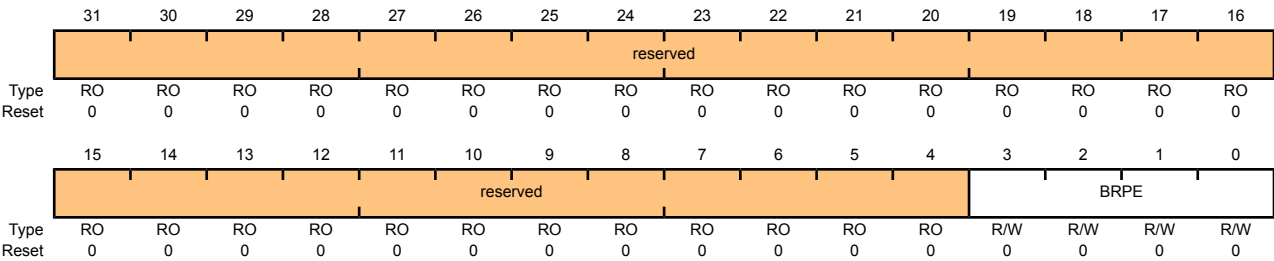 31 30 29 28 27 26 25 24 23 22 21 20 19 18 17 16
reserved
Type RO RO RO RO RO RO RO RO RO RO RO RO RO RO RO RO
Reset 0 0 0 0 0 0 0 0 0 0 0 0 0 0 0 0
15 14 13 12 11 10 9 8 7 6 5 4 3 2 1 0
reserved BRPE
Type RO RO RO RO RO RO RO RO RO RO RO RO R/W R/W R/W R/W
Reset 0 0 0 0 0 0 0 0 0 0 0 0 0 0 0 0